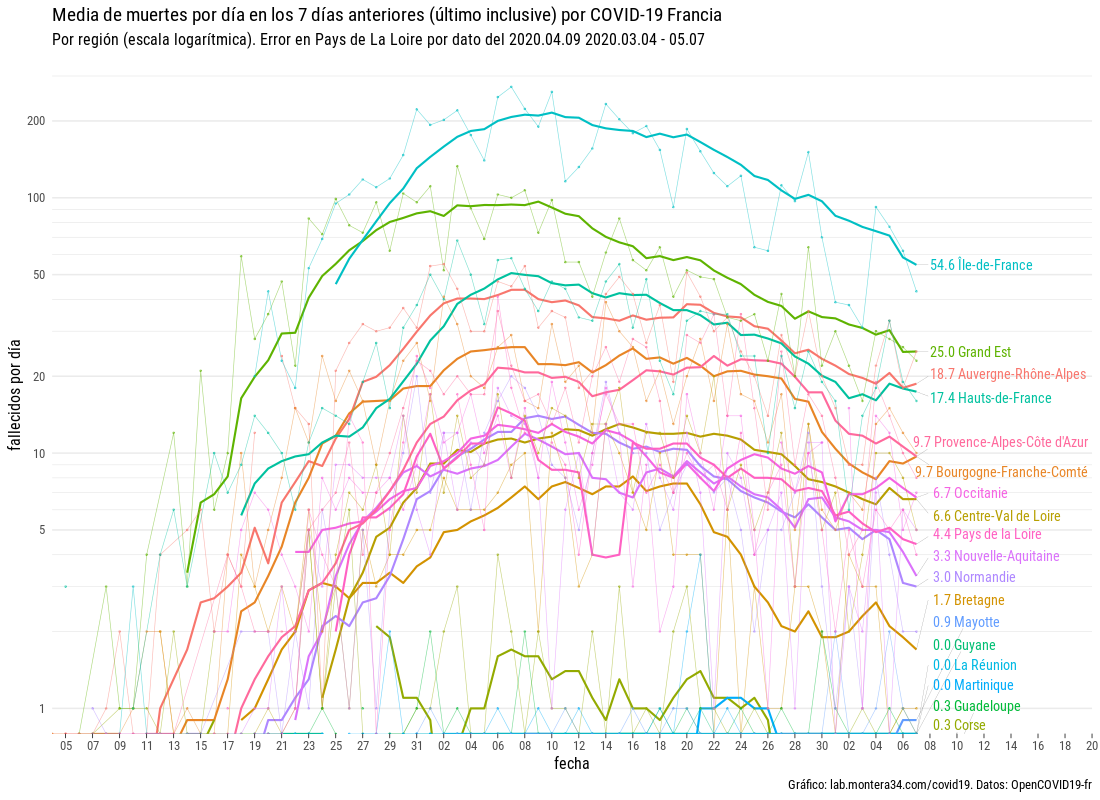 Media de muertes por día en los 7 días anteriores (último inclusive) por COVID-19 Francia
Por región (escala logarítmica). Error en Pays de La Loire por dato del 2020.04.09 2020.03.04 - 05.07
fallecidos por día
200
100
50
20
10
5
1
54.6 Île-de-France
25.0 Grand Est
18.7 Auvergne-Rhône-Alpes
17.4 Hauts-de-France
9.7 Provence-Alpes-Côte d'Azur
9.7 Bourgogne-Franche-Comté
6.7 Occitanie
6.6 Centre-Val de Loire
4.4 Pays de la Loire
3.3 Nouvelle-Aquitaine
3.0 Normandie
1.7 Bretagne
0.9 Mayotte
0.0 Guyane
0.0 La Réunion
0.0 Martinique
0.3 Guadeloupe
0.3 Corse
05 07 09 11 13 15 17 19 21 23 25 27 29 31 02 04 06 08 10 12 14 16 18 20 22 24 26 28 30 02 04 06 08 10 12 14 16 18 20
fecha
Gráfico: lab.montera34.com/covid19. Datos: OpenCOVID19-fr